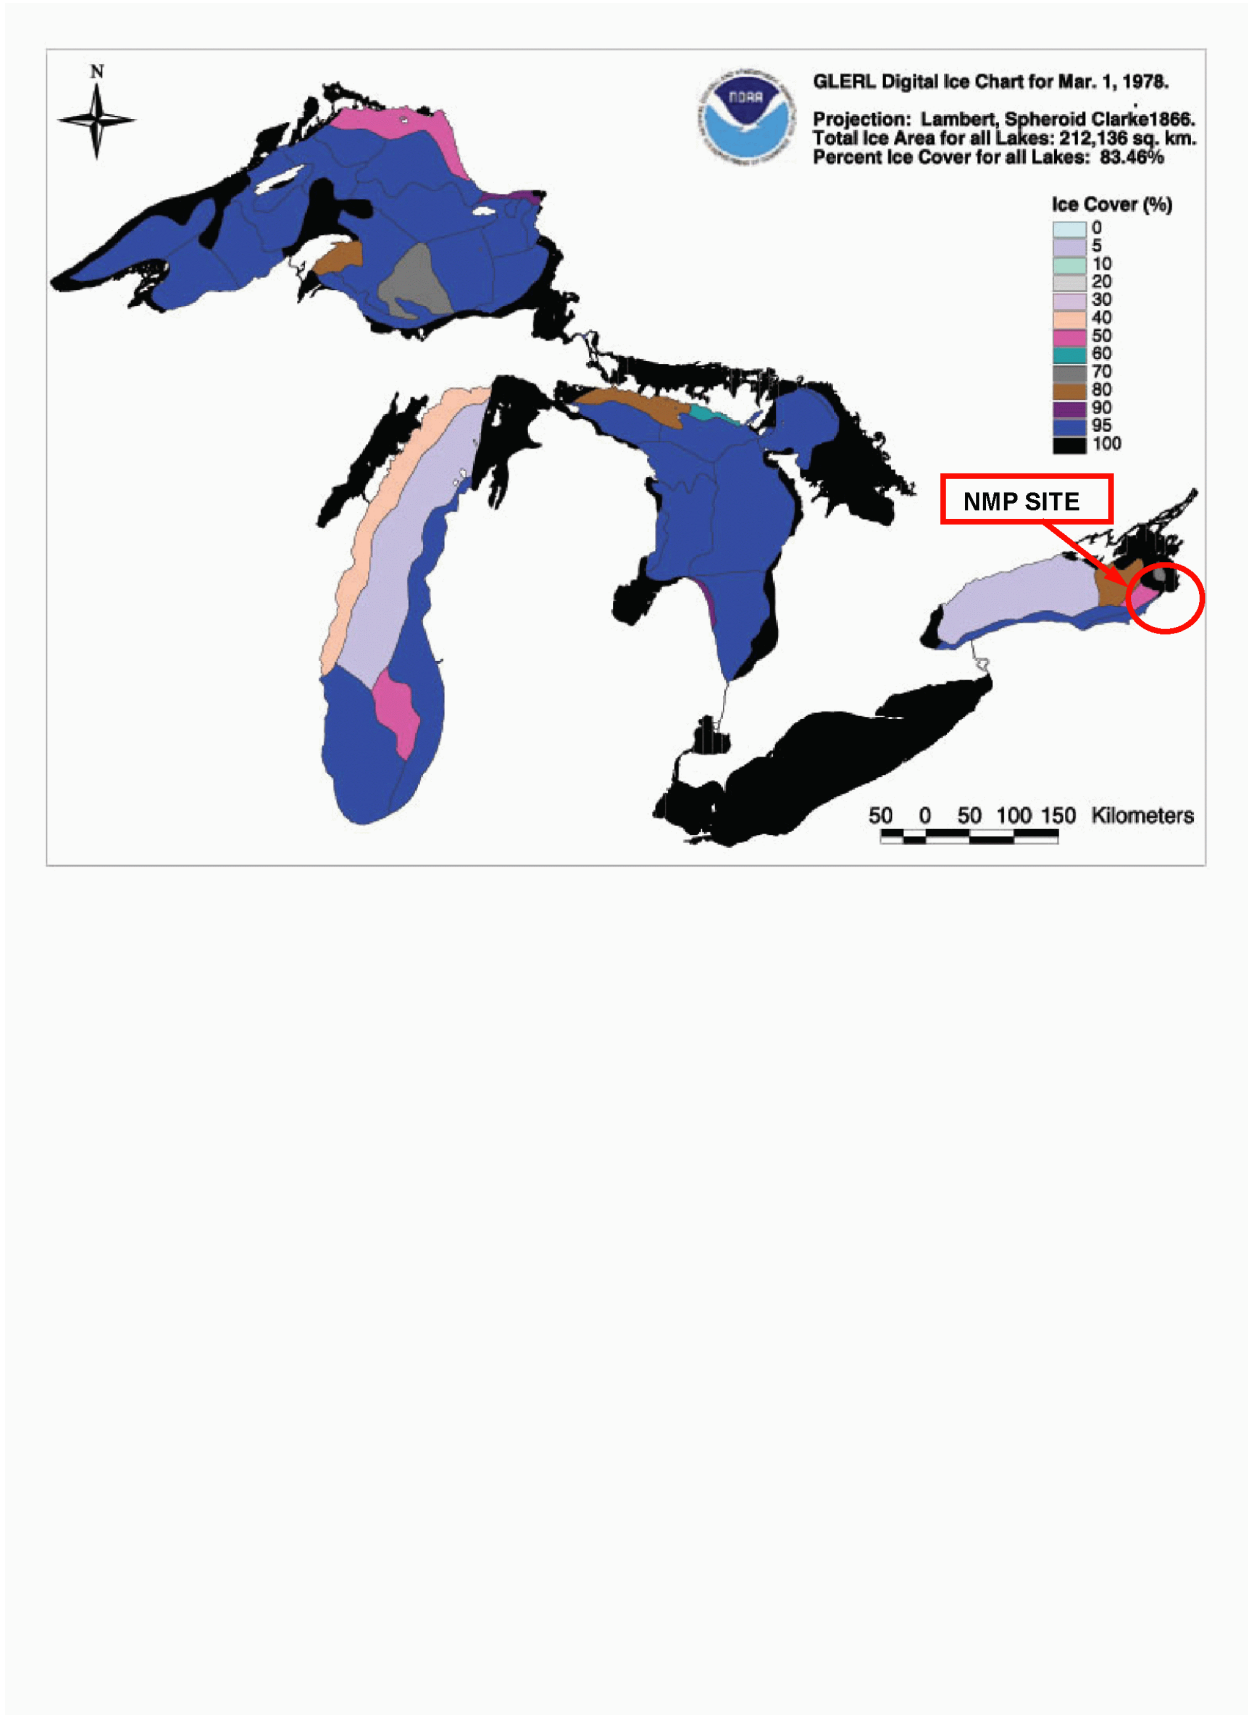 N
NOAA
GLERL Digital Ice Chart for Mar. 1, 1978.
Projection: Lambert, Spheroid Clarke1866.
Total Ice Area for all Lakes: 212,136 sq. km.
Percent Ice Cover for all Lakes: 83.46%
Ice Cover (%)
0
5
10
20
30
40
50
60
70
80
90
95
100
NMP SITE
50 0 50 100 150 Kilometers